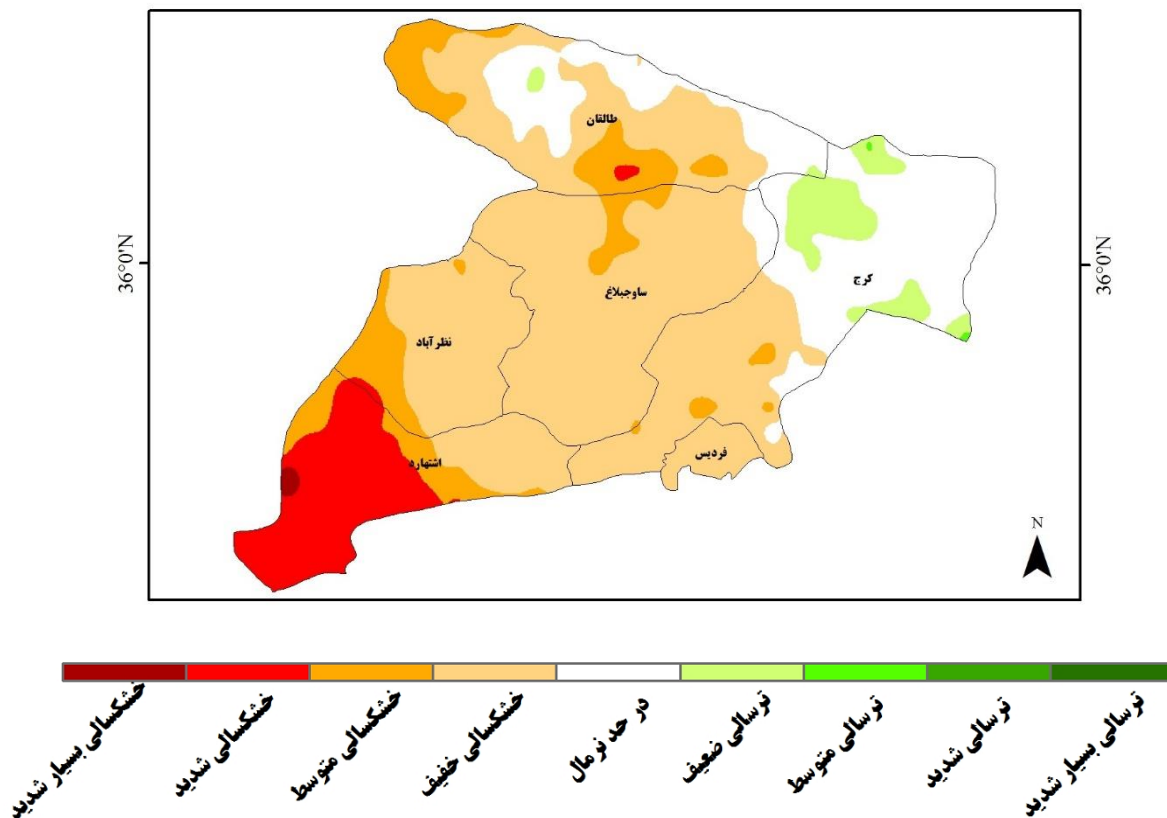 طالقان
36°0'N
36°0'N
کرج
ساوجبلاغ
نظرآباد
اشتهارد
فردیس
N
خشکسالی بسیار شدید
خشکسالی شدید
خشکسالی متوسط
خشکسالی خفیف
در حد نرمال
ترسالی ضعیف
ترسالی متوسط
ترسالی شدید
ترسالی بسیار شدید